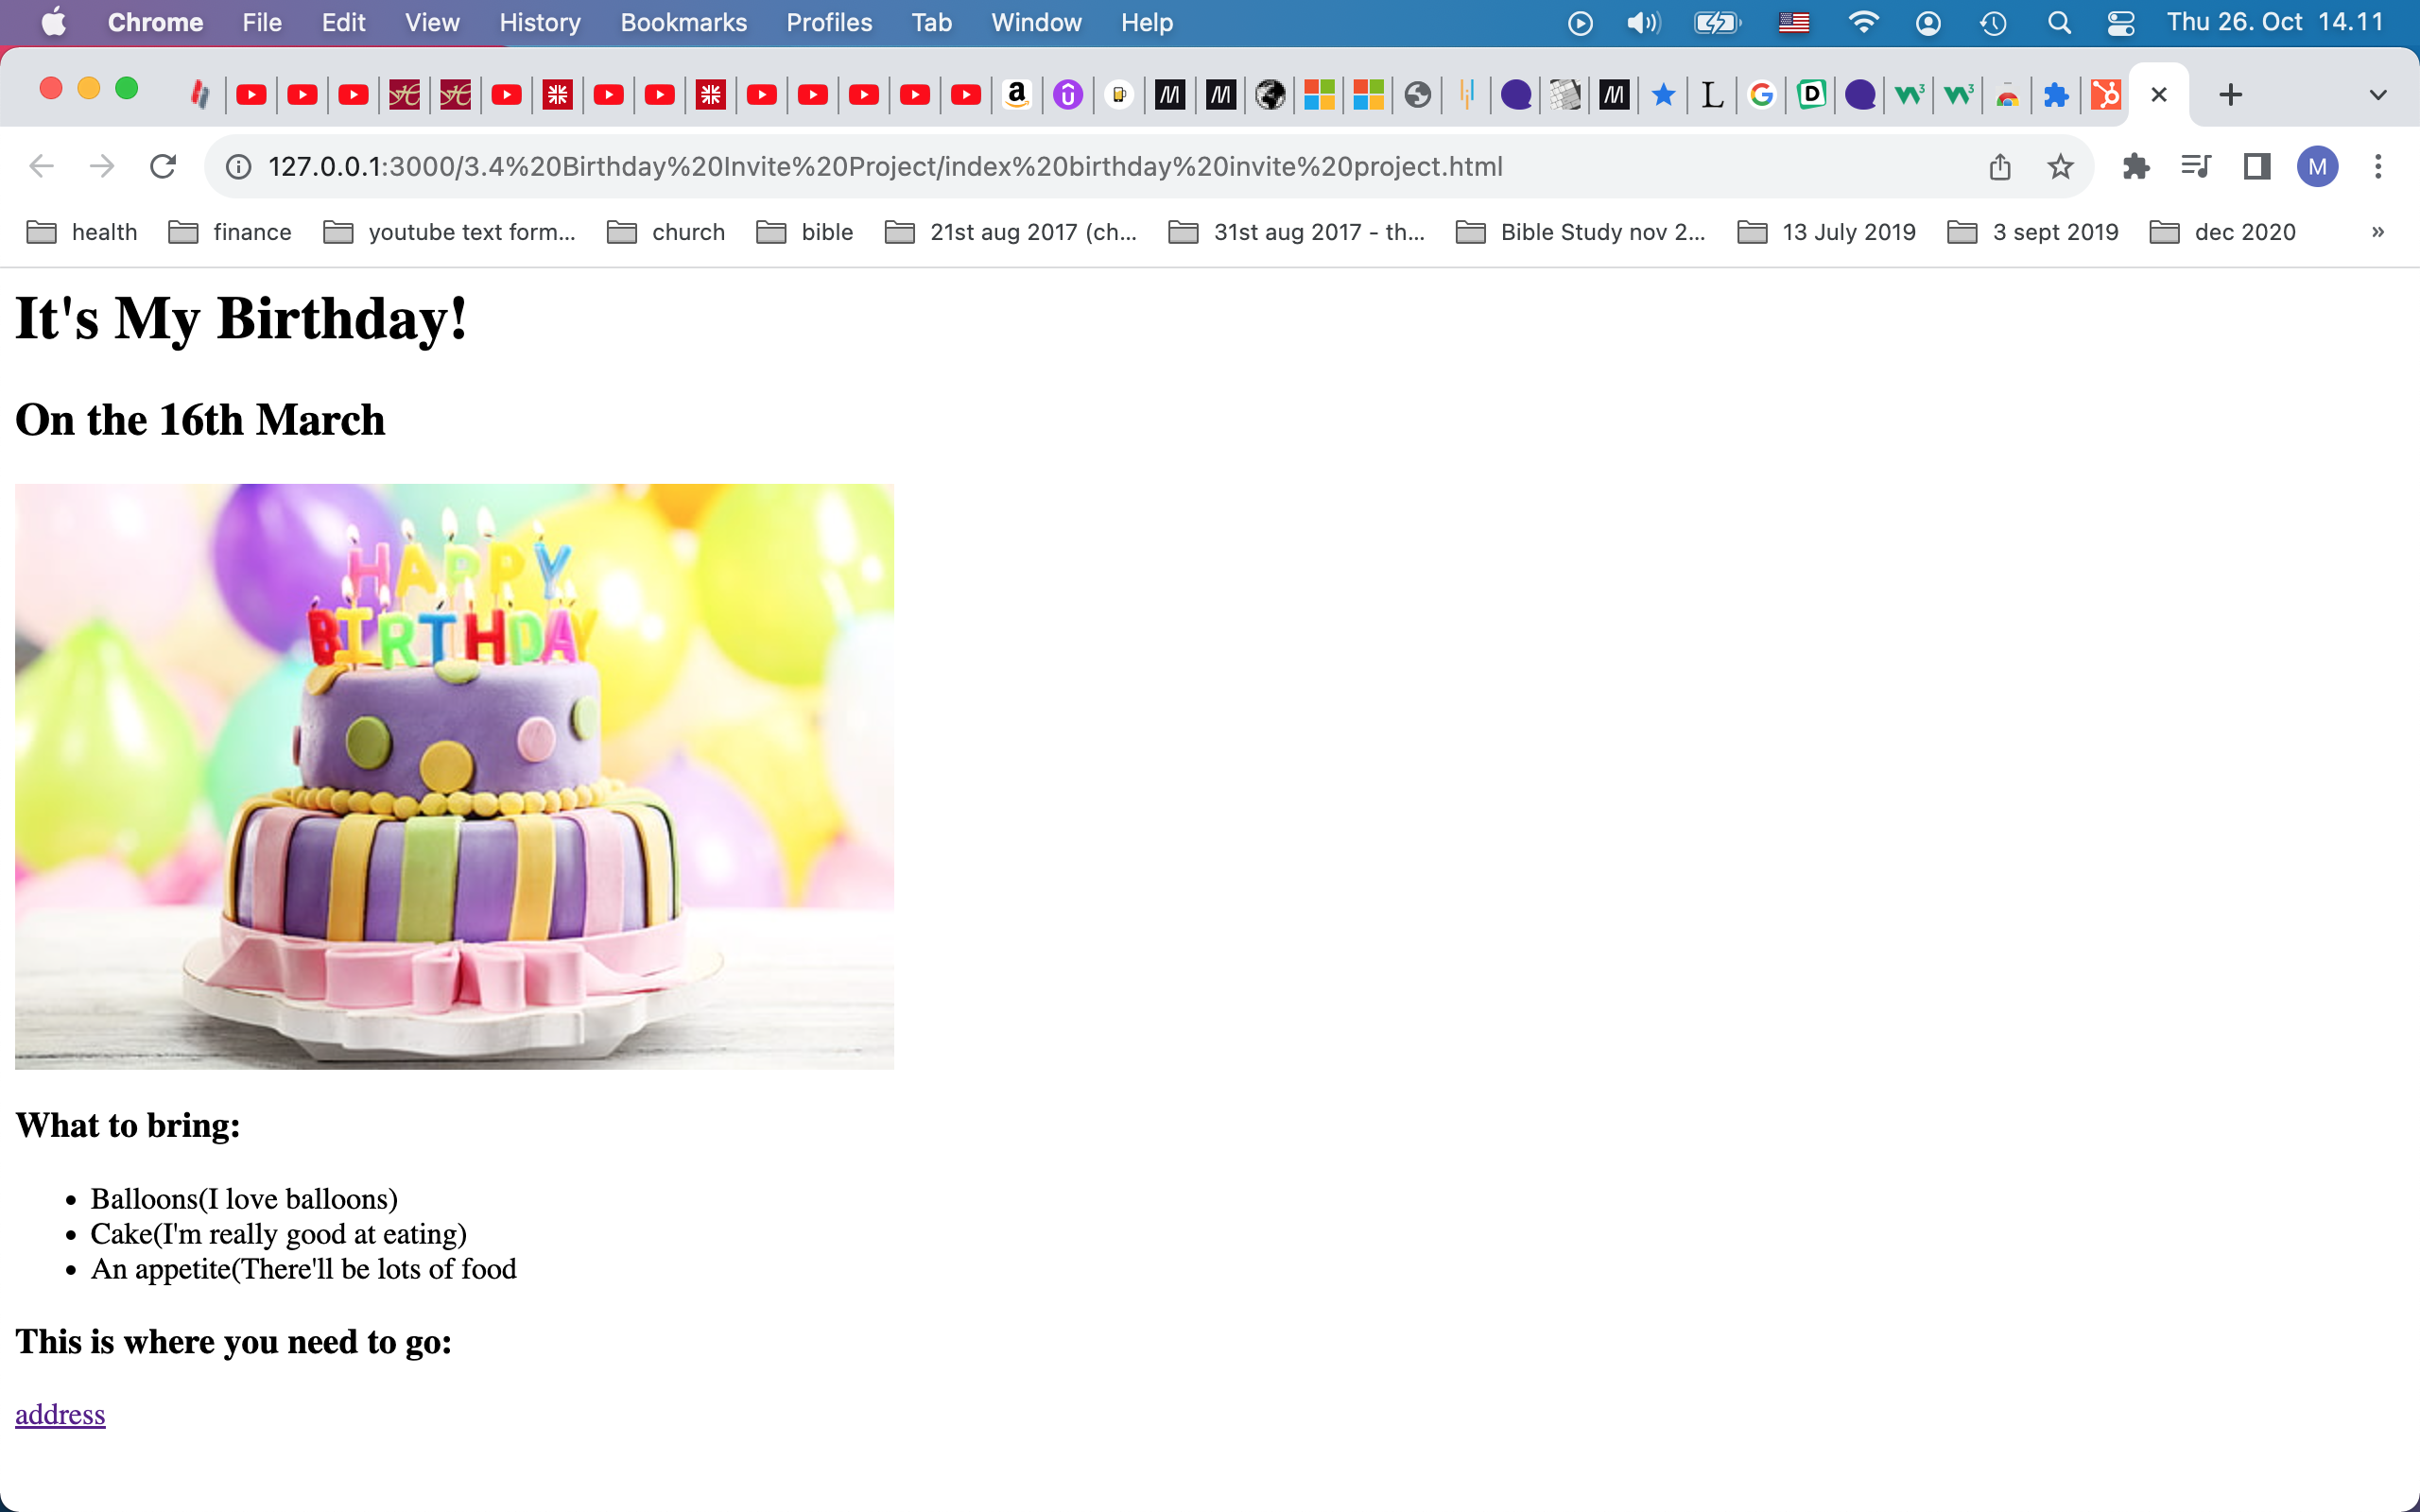 Chrome File Edit View History Bookmarks Profiles Tab Window Help Thu 26. Oct 14.11
127.0.0.1:3000/3.4%20Birthday%20Invite%20Project/index%20birthday%20invite%20project.html M
health finance youtube text form... church bible 21st aug 2017 (ch... 31st aug 2017 - th... Bible Study nov 2... 13 July 2019 3 sept 2019 dec 2020 »
It's My Birthday!
On the 16th March
HAPPY
BIRTHDAY
What to bring:
• Balloons(I love balloons)
• Cake(I'm really good at eating)
• An appetite(There'll be lots of food
This is where you need to go:
address